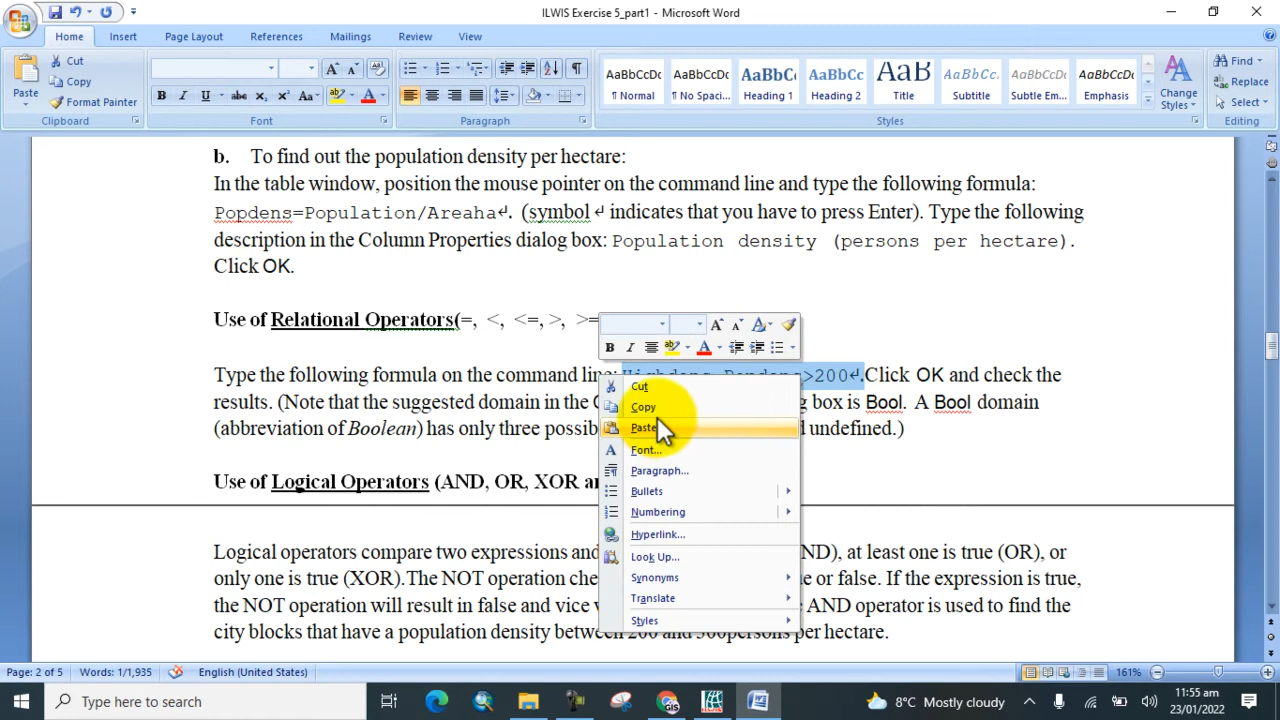 ILWIS Exercise 5_part1 - Microsoft Word
Home Insert Page Layout References Mailings Review View
Paste
Cut
Copy
Format Painter
Clipboard
B I U abc x₂ x² Aa
Font
Paragraph
AaBbCcDc AaBbCcDc AaBbCc AaBbCc AaB AaBbCc. AaBbCcDc AaBbCcDc
¶ Normal ¶ No Spaci... Heading 1 Heading 2 Title Subtitle Subtle Em... Emphasis
Styles
Change Styles
Find
Replace
Select
Editing
b. To find out the population density per hectare:
In the table window, position the mouse pointer on the command line and type the following formula:
Popdens=Population/Areaha↵. (symbol ↵ indicates that you have to press Enter). Type the following
description in the Column Properties dialog box: Population density (persons per hectare).
Click OK.
Use of Relational Operators(=, <, <=, >, >=
Type the following formula on the command line: >200↵.Click OK and check the
results. (Note that the suggested domain in the box is Bool. A Bool domain
(abbreviation of Boolean) has only three undefined.)
Use of Logical Operators (AND, OR, XOR
B I A
Cut
Copy
Paste
Font...
Paragraph...
Bullets
Numbering
Hyperlink...
Look Up...
Synonyms
Translate
Styles
Logical operators compare two expressions and AND), at least one is true (OR), or
only one is true (XOR).The NOT operation or false. If the expression is true,
the NOT operation will result in false and vice AND operator is used to find the
city blocks that have a population density between 200 and 300persons per hectare.
Page: 2 of 5 Words: 1/1,935 English (United States) 161%
Type here to search
8°C Mostly cloudy
11:55 am
23/01/2022